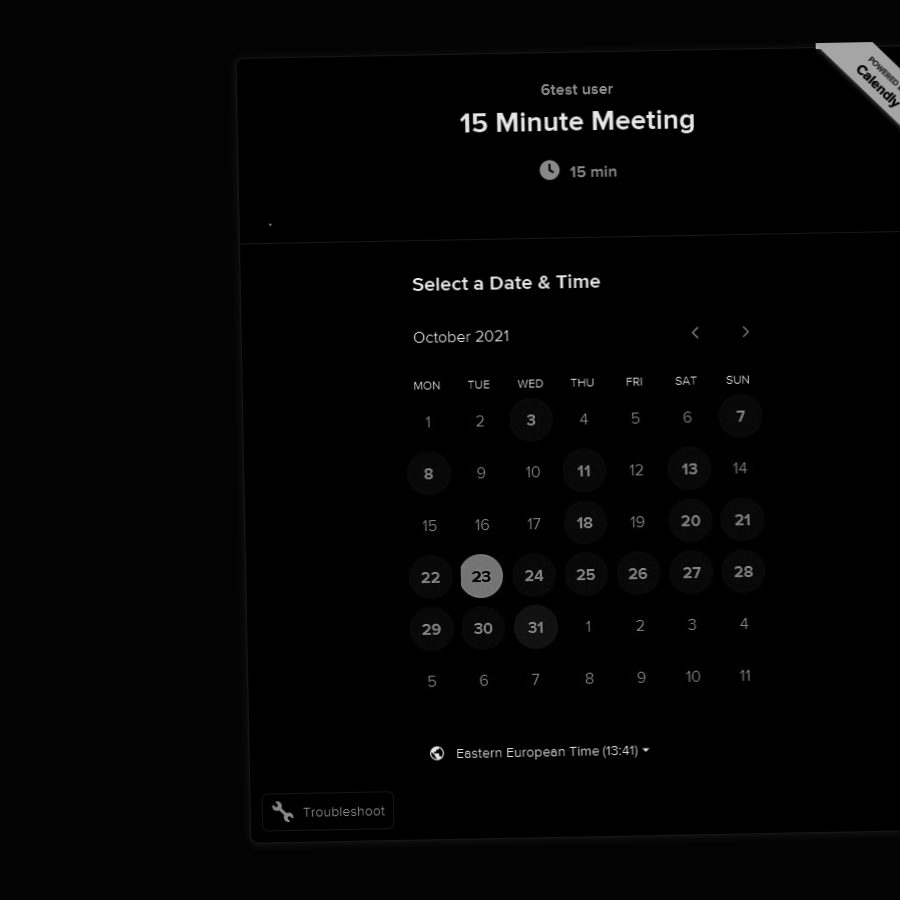 POWERED
Calendly
6test user
15 Minute Meeting
15 min
Select a Date & Time
October 2021
MON TUE WED THU FRI SAT SUN
1 2 3 4 5 6 7
8 9 10 11 12 13 14
15 16 17 18 19 20 21
22 23 24 25 26 27 28
29 30 31 1 2 3 4
5 6 7 8 9 10 11
Eastern European Time (13:41)
Troubleshoot